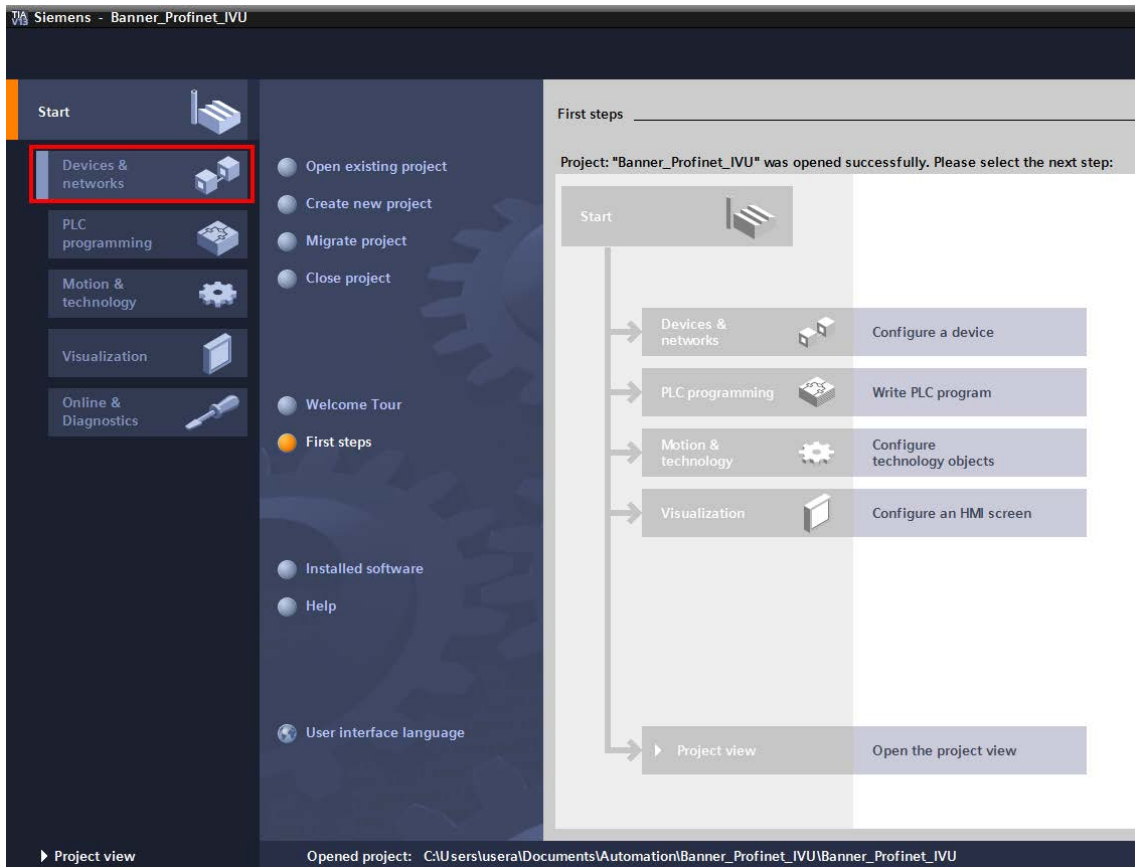 TIA V13 Siemens - Banner_Profinet_IVU
Start
Devices &
networks
PLC
programming
Motion &
technology
Visualization
Online &
Diagnostics
Open existing project
Create new project
Migrate project
Close project
Welcome Tour
First steps
Installed software
Help
User interface language
First steps
Project: "Banner_Profinet_IVU" was opened successfully. Please select the next step:
Start
Devices &
networks
Configure a device
PLC programming
Write PLC program
Motion &
technology
Configure
technology objects
Visualization
Configure an HMI screen
Project view
Open the project view
Project view
Opened project: C:\Users\usera\Documents\Automation\Banner_Profinet_IVU\Banner_Profinet_IVU